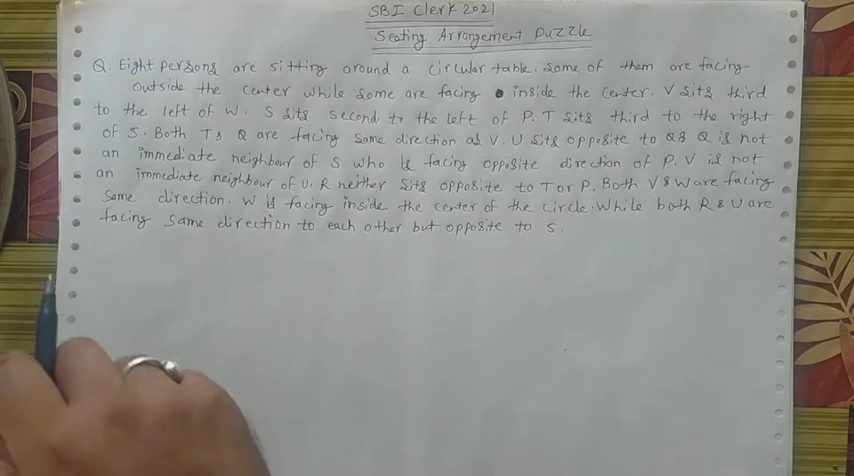 SBI Clerk 2021
Seating Arrangement Puzzle
Q. Eight persons are sitting around a circular table. Some of them are facing
outside the center while some are facing inside the center. V sits third
to the left of W. S sits second to the left of P. T sits third to the right
of S. Both T & Q are facing same direction as V. U sits opposite to Q & Q is not
an immediate neighbour of S who is facing opposite direction of P. V is not
an immediate neighbour of U. R neither sits opposite to T or P. Both V & W are facing
same direction. W is facing inside the center of the circle. While both R & U are
facing same direction to each other but opposite to S.